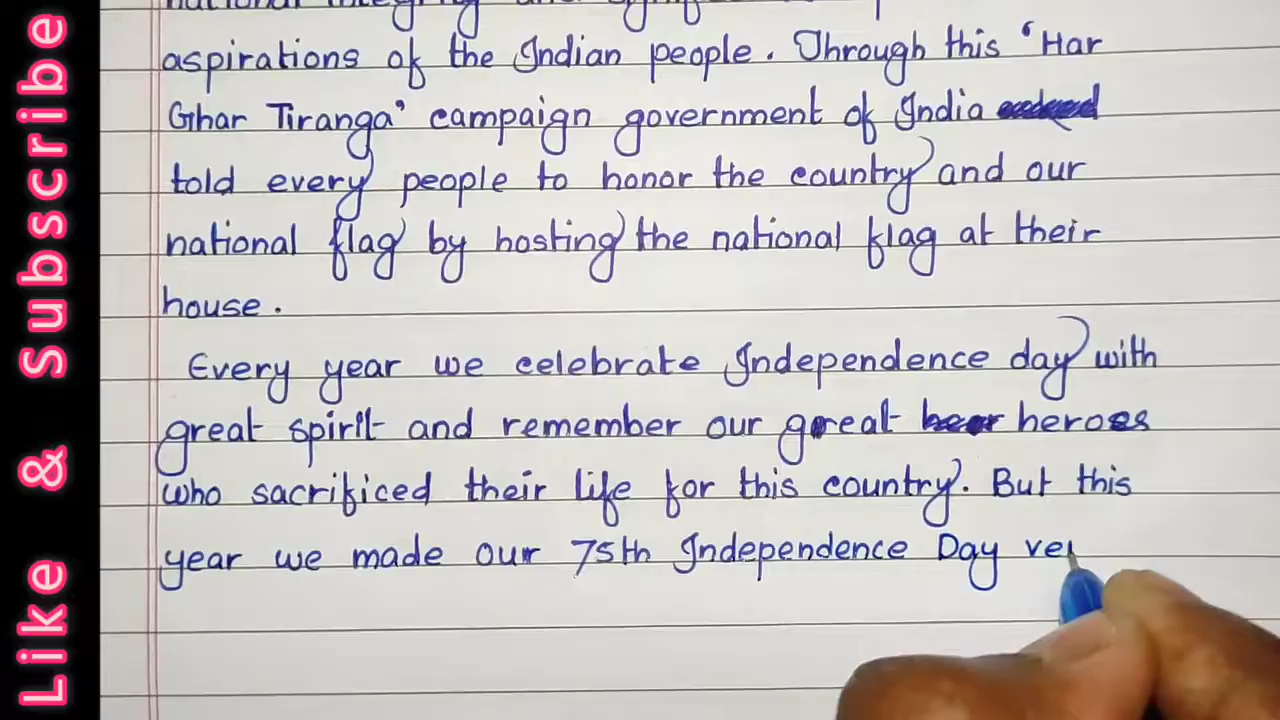 aspirations of the Indian people. Through this 'Har
Ghar Tiranga' campaign government of India
told every people to honor the country and our
national flag by hosting the national flag at their
house.
Every year we celebrate Independence day with
great spirit and remember our great heroes
who sacrificed their life for this country. But this
year we made our 75th Independence Day ver
Like & Subscribe